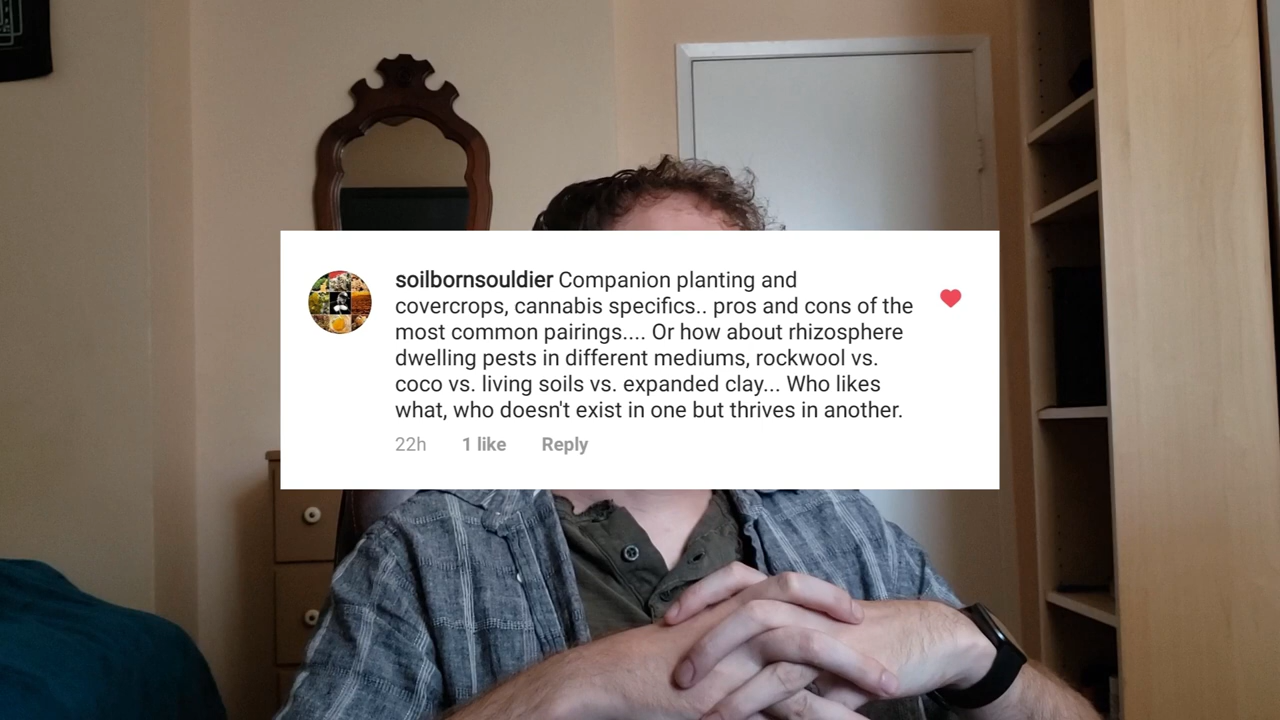 soilbornsouldier Companion planting and
covercrops, cannabis specifics.. pros and cons of the
most common pairings.... Or how about rhizosphere
dwelling pests in different mediums, rockwool vs.
coco vs. living soils vs. expanded clay... Who likes
what, who doesn't exist in one but thrives in another.
22h 1 like Reply